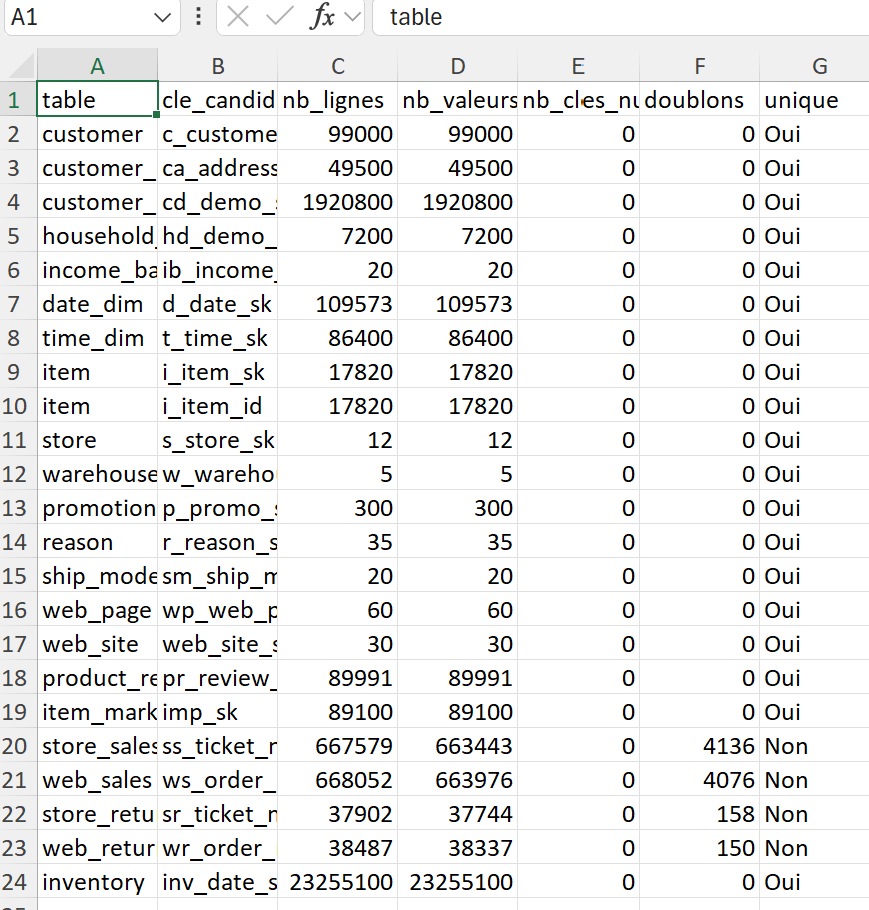 A1 fx table
A B C D E F G
1 table cle_candid nb_lignes nb_valeurs nb_cles_nu doublons unique
2 customer c_custome 99000 99000 0 0 Oui
3 customer_ ca_address 49500 49500 0 0 Oui
4 customer_ cd_demo_s 1920800 1920800 0 0 Oui
5 household_ hd_demo_ 7200 7200 0 0 Oui
6 income_ba ib_income_ 20 20 0 0 Oui
7 date_dim d_date_sk 109573 109573 0 0 Oui
8 time_dim t_time_sk 86400 86400 0 0 Oui
9 item i_item_sk 17820 17820 0 0 Oui
10 item i_item_id 17820 17820 0 0 Oui
11 store s_store_sk 12 12 0 0 Oui
12 warehouse w_wareho 5 5 0 0 Oui
13 promotion p_promo_s 300 300 0 0 Oui
14 reason r_reason_s 35 35 0 0 Oui
15 ship_mode sm_ship_m 20 20 0 0 Oui
16 web_page wp_web_p 60 60 0 0 Oui
17 web_site web_site_s 30 30 0 0 Oui
18 product_re pr_review_ 89991 89991 0 0 Oui
19 item_mark imp_sk 89100 89100 0 0 Oui
20 store_sales ss_ticket_n 667579 663443 0 4136 Non
21 web_sales ws_order_ 668052 663976 0 4076 Non
22 store_retu sr_ticket_n 37902 37744 0 158 Non
23 web_retur wr_order_ 38487 38337 0 150 Non
24 inventory inv_date_s 23255100 23255100 0 0 Oui